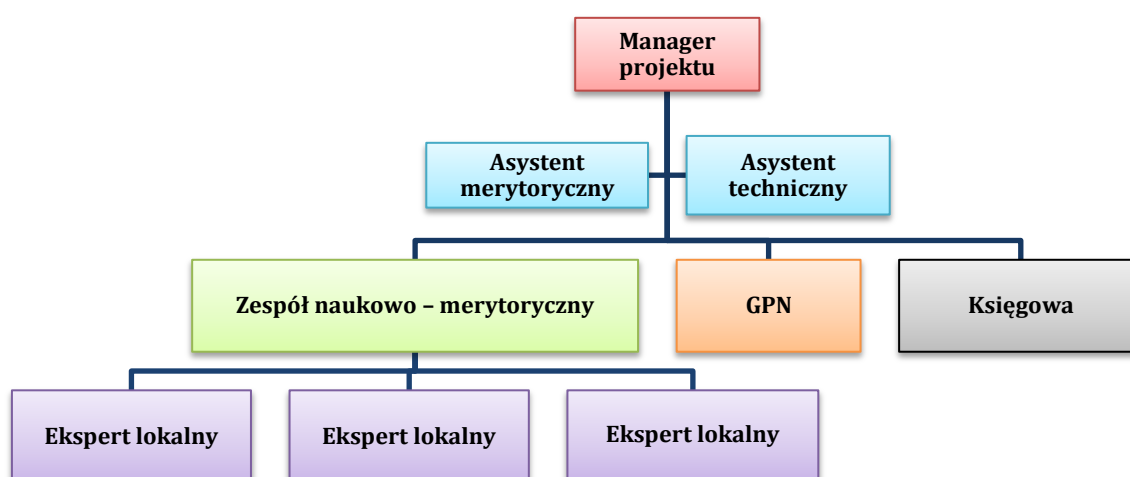 Manager
projektu
Asystent
merytoryczny
Asystent
techniczny
Zespół naukowo – merytoryczny
GPN
Księgowa
Ekspert lokalny
Ekspert lokalny
Ekspert lokalny